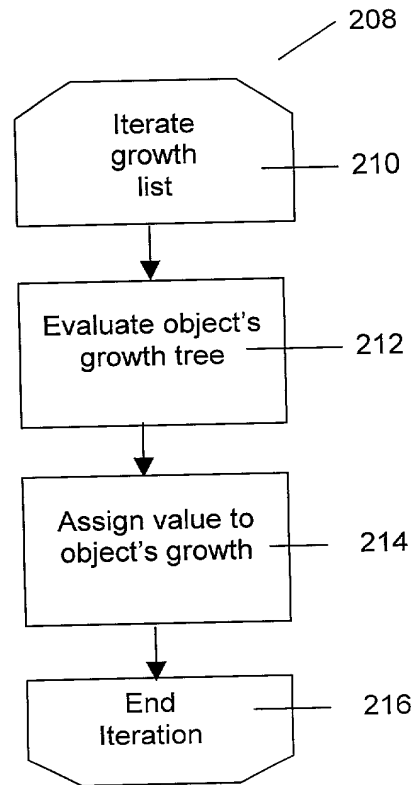 208
Iterate
growth
list
210
Evaluate object's
growth tree
212
Assign value to
object's growth
214
End
Iteration
216